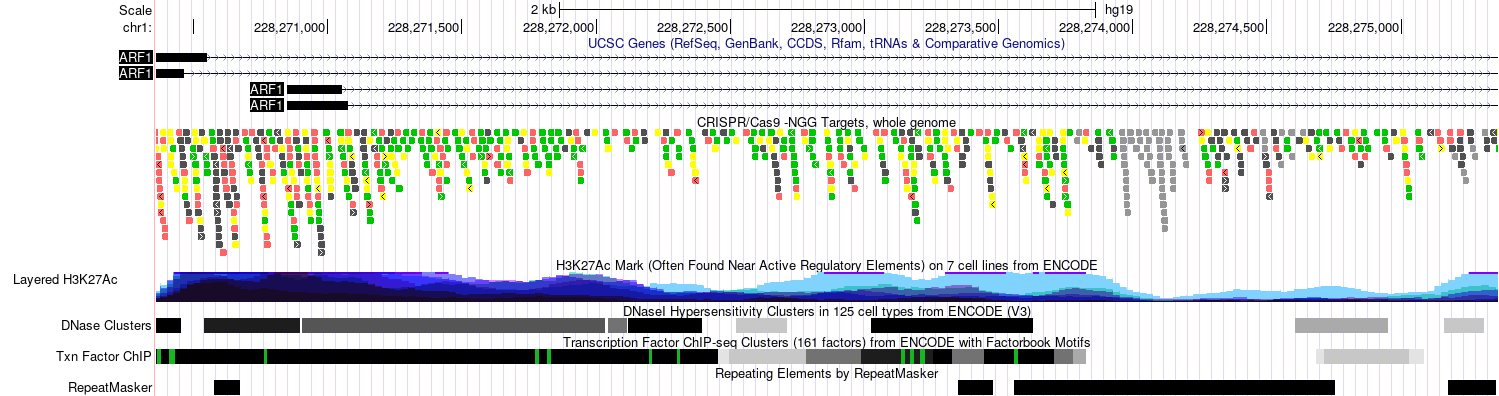 Scale 2 kb hg19
chr1: 228,271,000 228,271,500 228,272,000 228,272,500 228,273,000 228,273,500 228,274,000 228,274,500 228,275,000
UCSC Genes (RefSeq, GenBank, CCDS, Rfam, tRNAs & Comparative Genomics)
ARF1
ARF1
ARF1
ARF1
CRISPR/Cas9 -NGG Targets, whole genome
H3K27Ac Mark (Often Found Near Active Regulatory Elements) on 7 cell lines from ENCODE
Layered H3K27Ac
DNaseI Hypersensitivity Clusters in 125 cell types from ENCODE (V3)
DNase Clusters
Transcription Factor ChIP-seq Clusters (161 factors) from ENCODE with Factorbook Motifs
Txn Factor ChIP
Repeating Elements by RepeatMasker
RepeatMasker